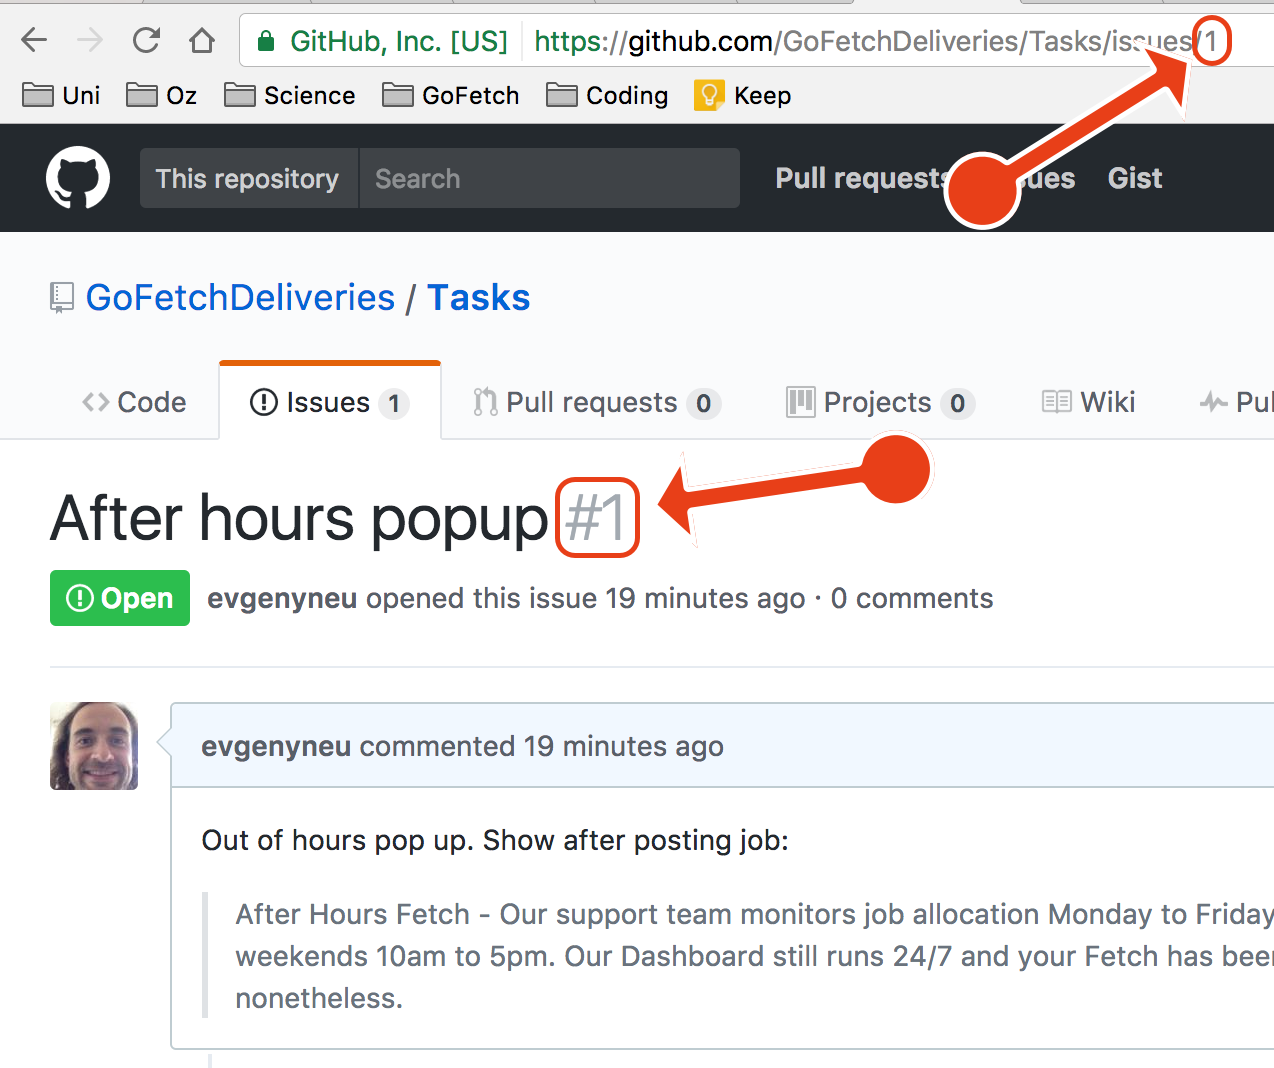 GitHub, Inc. [US] https://github.com/GoFetchDeliveries/Tasks/issues/1
Uni Oz Science GoFetch Coding Keep
This repository Search Pull requests Issues Gist
GoFetchDeliveries / Tasks
Code Issues 1 Pull requests 0 Projects 0 Wiki Pul
After hours popup #1
Open evgenyneu opened this issue 19 minutes ago · 0 comments
evgenyneu commented 19 minutes ago
Out of hours pop up. Show after posting job:
After Hours Fetch - Our support team monitors job allocation Monday to Friday
weekends 10am to 5pm. Our Dashboard still runs 24/7 and your Fetch has been
nonetheless.